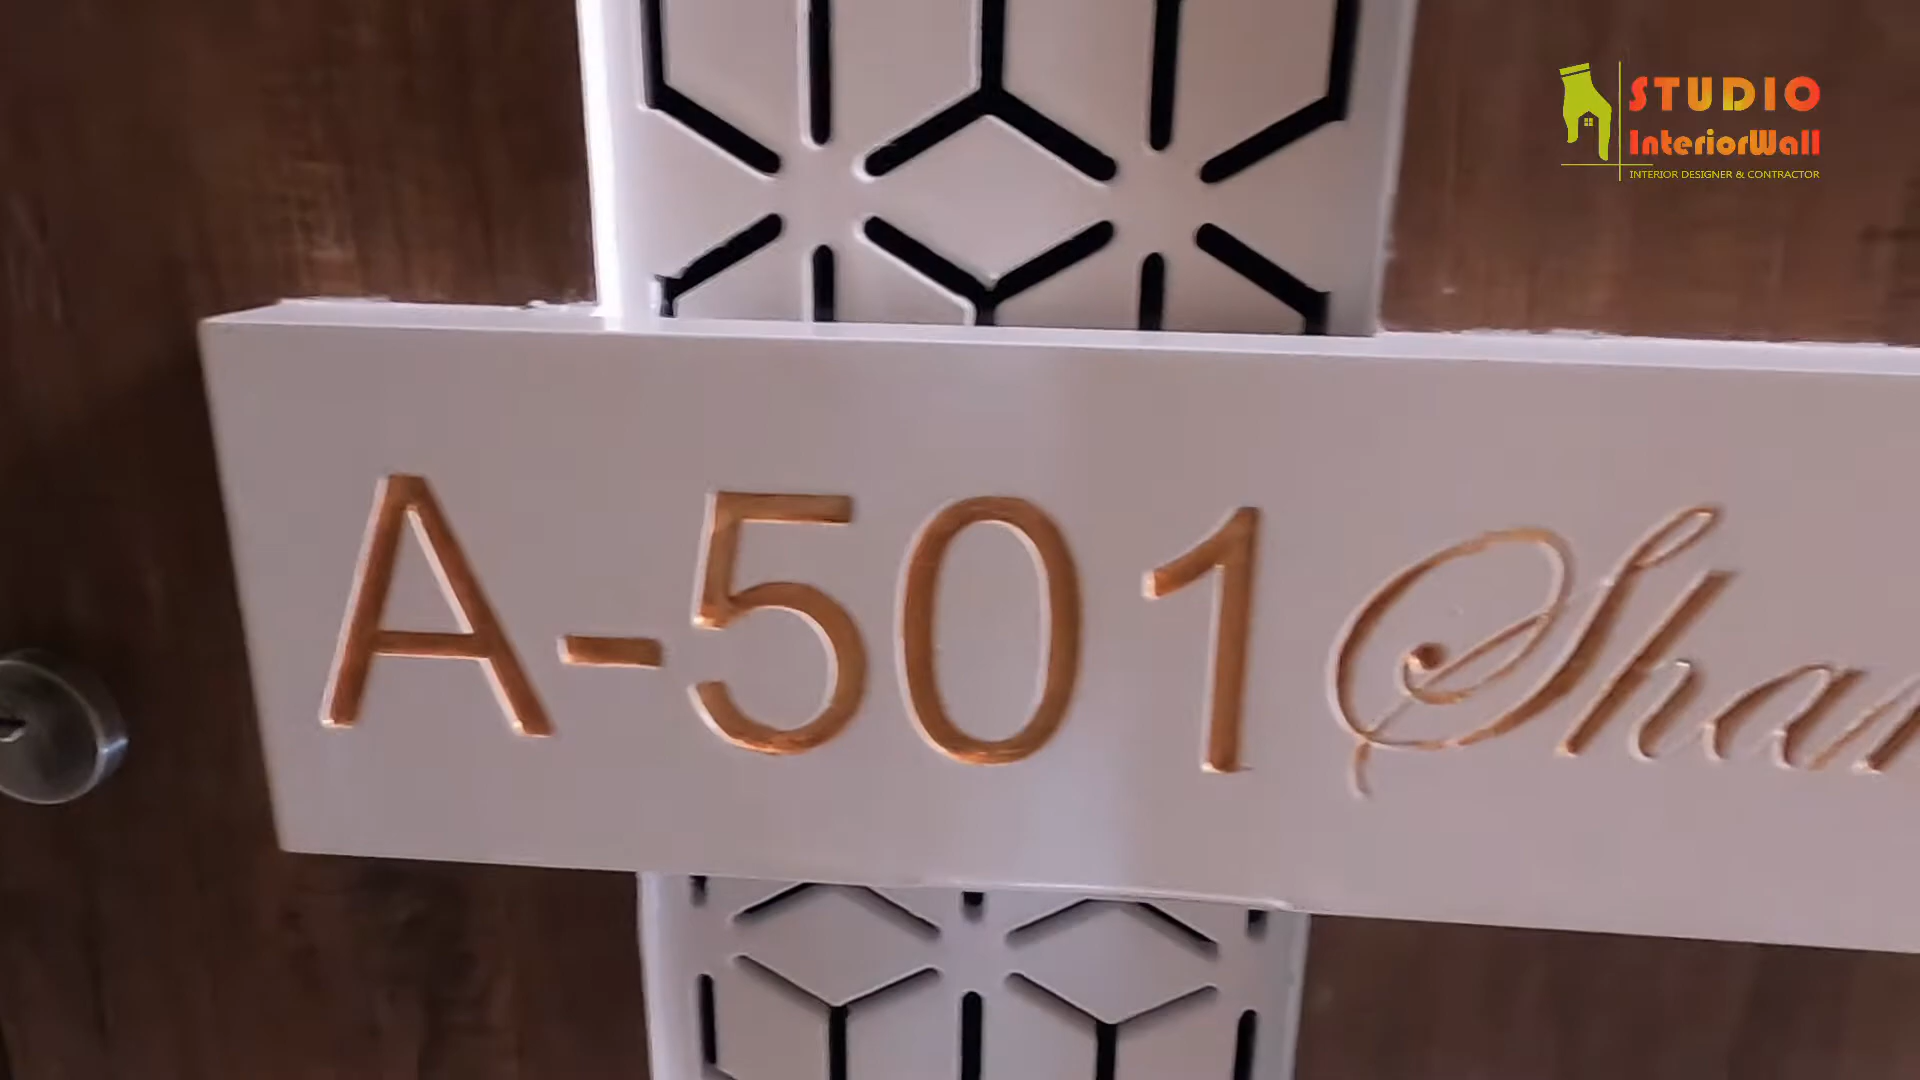 STUDIO
InteriorWall
INTERIOR DESIGNER & CONTRACTOR
A-501